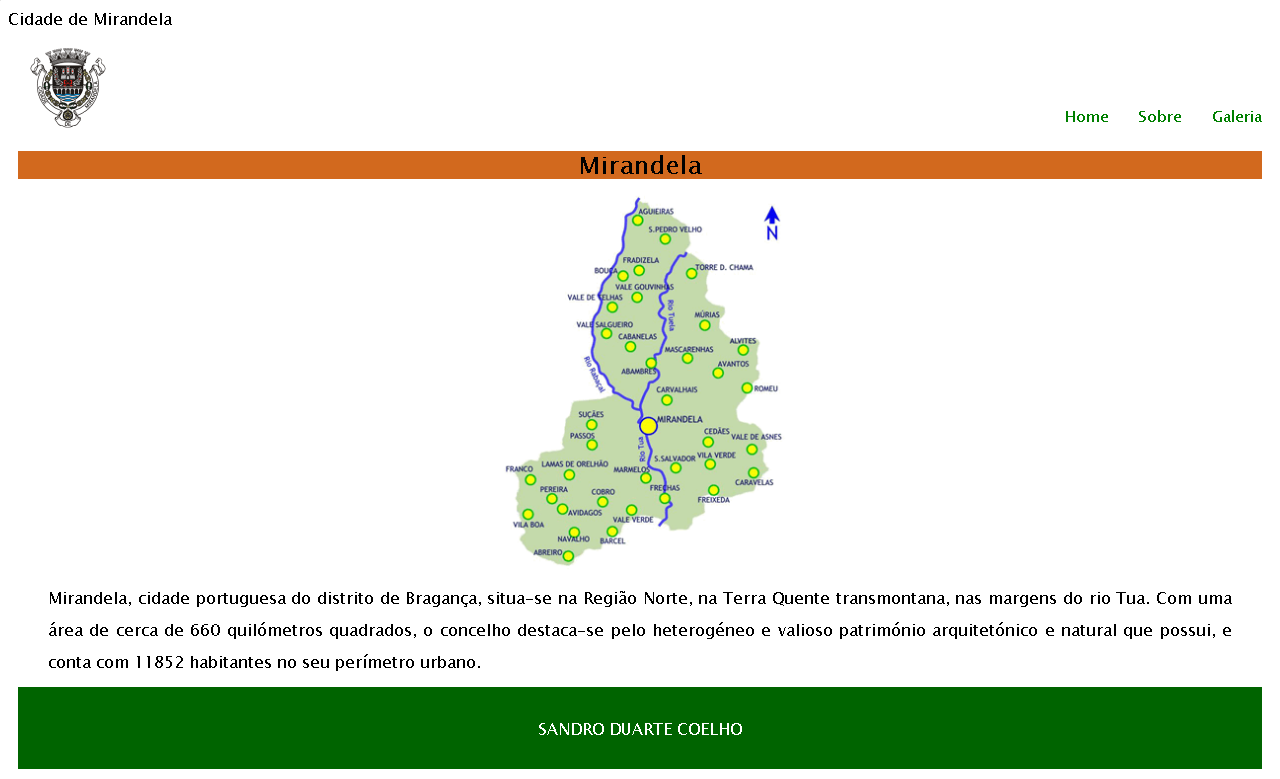 Cidade de Mirandela
CIDADE DE MIRANDELA
Home Sobre Galeria
Mirandela
AGUIEIRAS
N
S.PEDRO VELHO
FRADIZELA
BOUÇA
TORRE D. CHAMA
VALE GOUVINHAS
VALE DE TELHAS
Rio Tuela
MÚRIAS
VALE SALGUEIRO
CABANELAS
ALVITES
MASCARENHAS
AVANTOS
ABAMBRES
Rio Rabaçal
CARVALHAIS
ROMEU
SUÇÃES
MIRANDELA
PASSOS
CEDÃES
VALE DE ASNES
Rio Tua
S.SALVADOR
VILA VERDE
FRANCO
LAMAS DE ORELHÃO
MARMELOS
CARAVELAS
PEREIRA
COBRO
FRECHAS
FREIXEDA
AVIDAGOS
VALE VERDE
VILA BOA
NAVALHO
BARCEL
ABREIRO
Mirandela, cidade portuguesa do distrito de Bragança, situa-se na Região Norte, na Terra Quente transmontana, nas margens do rio Tua. Com uma
área de cerca de 660 quilómetros quadrados, o concelho destaca-se pelo heterogéneo e valioso património arquitetónico e natural que possui, e
conta com 11852 habitantes no seu perímetro urbano.
SANDRO DUARTE COELHO